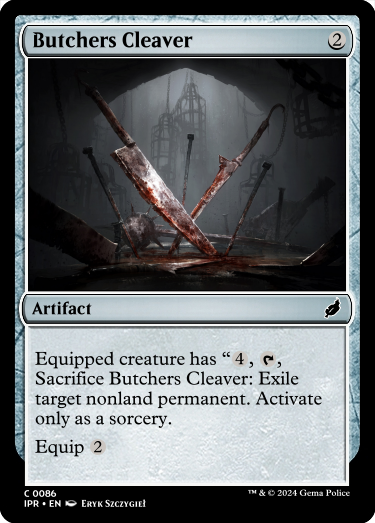 Butchers Cleaver 2
Artifact
Equipped creature has “ 4 , ,
Sacrifice Butchers Cleaver: Exile
target nonland permanent. Activate
only as a sorcery.
Equip 2
C 0086
IPR • EN Eryk Szczygieł
™ & © 2024 Gema Police